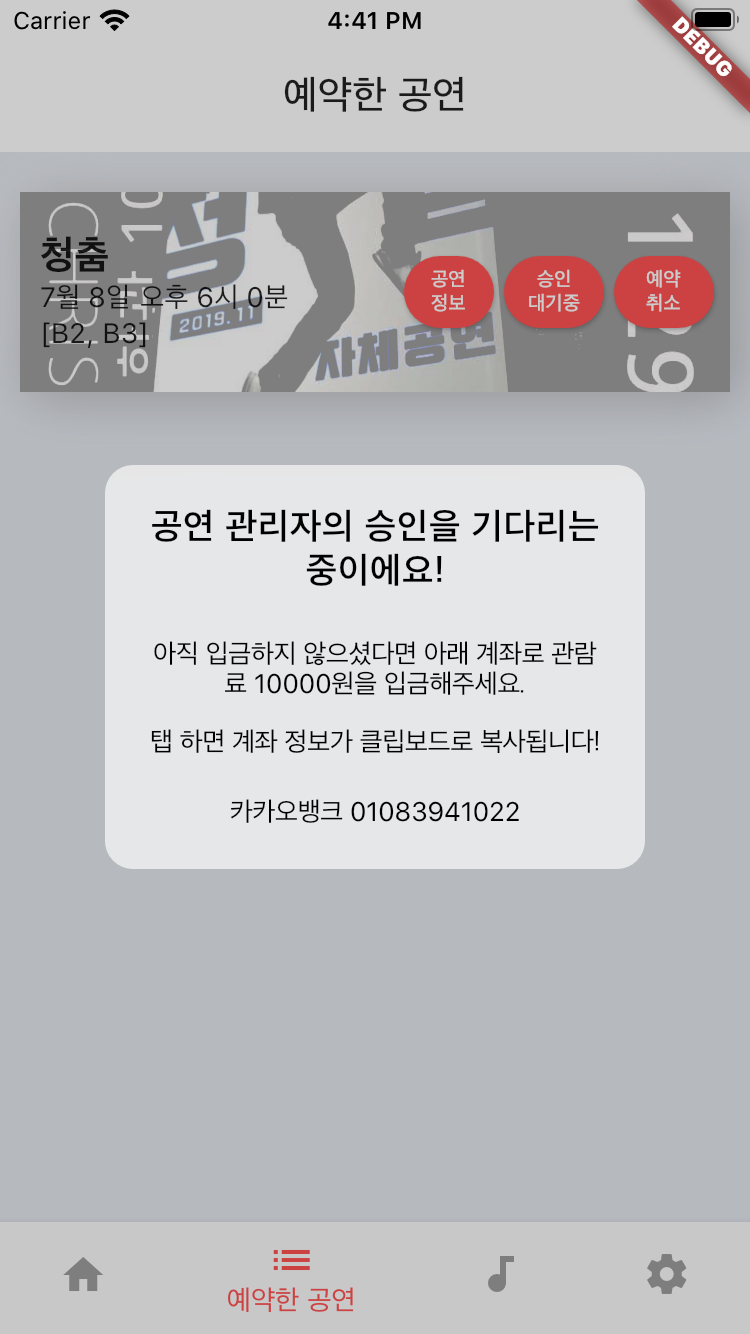 Carrier
4:41 PM
DEBUG
예약한 공연
청춤
7월 8일 오후 6시 0분
[B2, B3]
2019.11
자체공연
공연
정보
승인
대기중
예약
취소
공연 관리자의 승인을 기다리는
중이에요!
아직 입금하지 않으셨다면 아래 계좌로 관람
료 10000원을 입금해주세요.
탭 하면 계좌 정보가 클립보드로 복사됩니다!
카카오뱅크 01083941022
예약한 공연